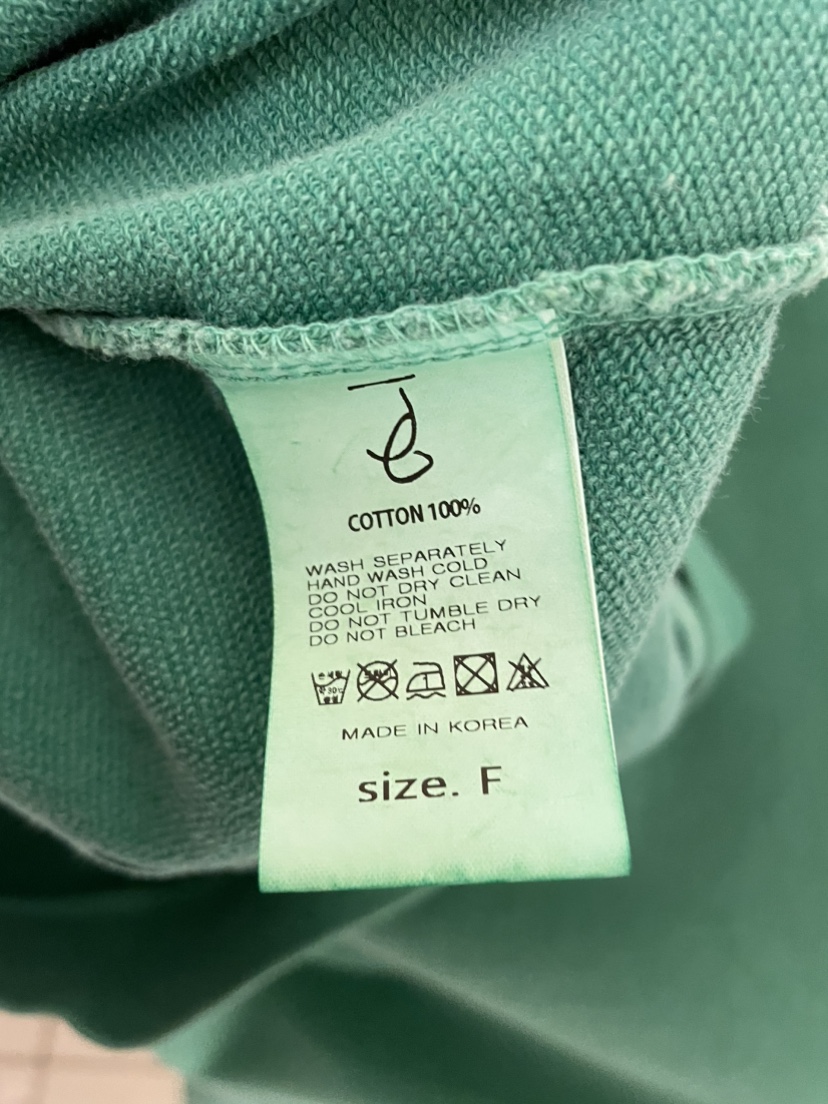 COTTON 100%
WASH SEPARATELY
HAND WASH COLD
DO NOT DRY CLEAN
COOL IRON
DO NOT TUMBLE DRY
DO NOT BLEACH
MADE IN KOREA
size. F